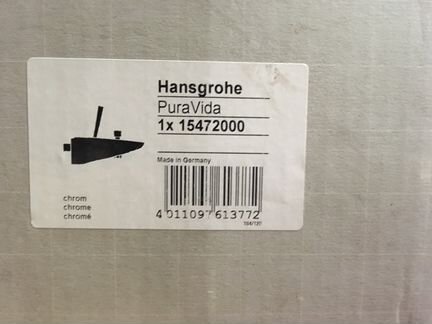 Hansgrohe
PuraVida
1x 15472000
Made in Germany
chrom
chrome
chromé
4 011097 613772